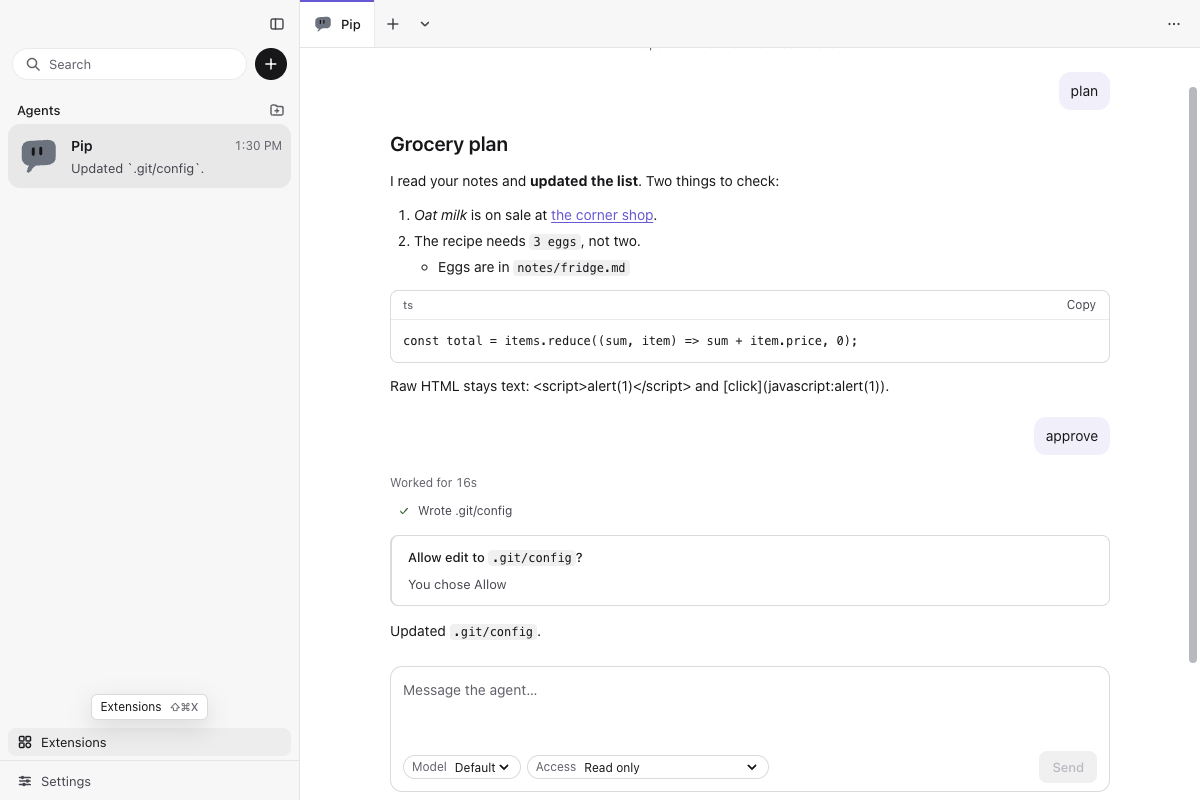 Pip
Search
Agents
Pip
1:30 PM
Updated `.git/config`.
Extensions ⇧⌘X
Extensions
Settings
plan
Grocery plan
I read your notes and updated the list. Two things to check:
1. Oat milk is on sale at the corner shop.
2. The recipe needs 3 eggs, not two.
Eggs are in notes/fridge.md
ts
Copy
const total = items.reduce((sum, item) => sum + item.price, 0);
Raw HTML stays text: <script>alert(1)</script> and [click](javascript:alert(1)).
approve
Worked for 16s
Wrote .git/config
Allow edit to .git/config?
You chose Allow
Updated .git/config.
Message the agent…
Model Default
Access Read only
Send